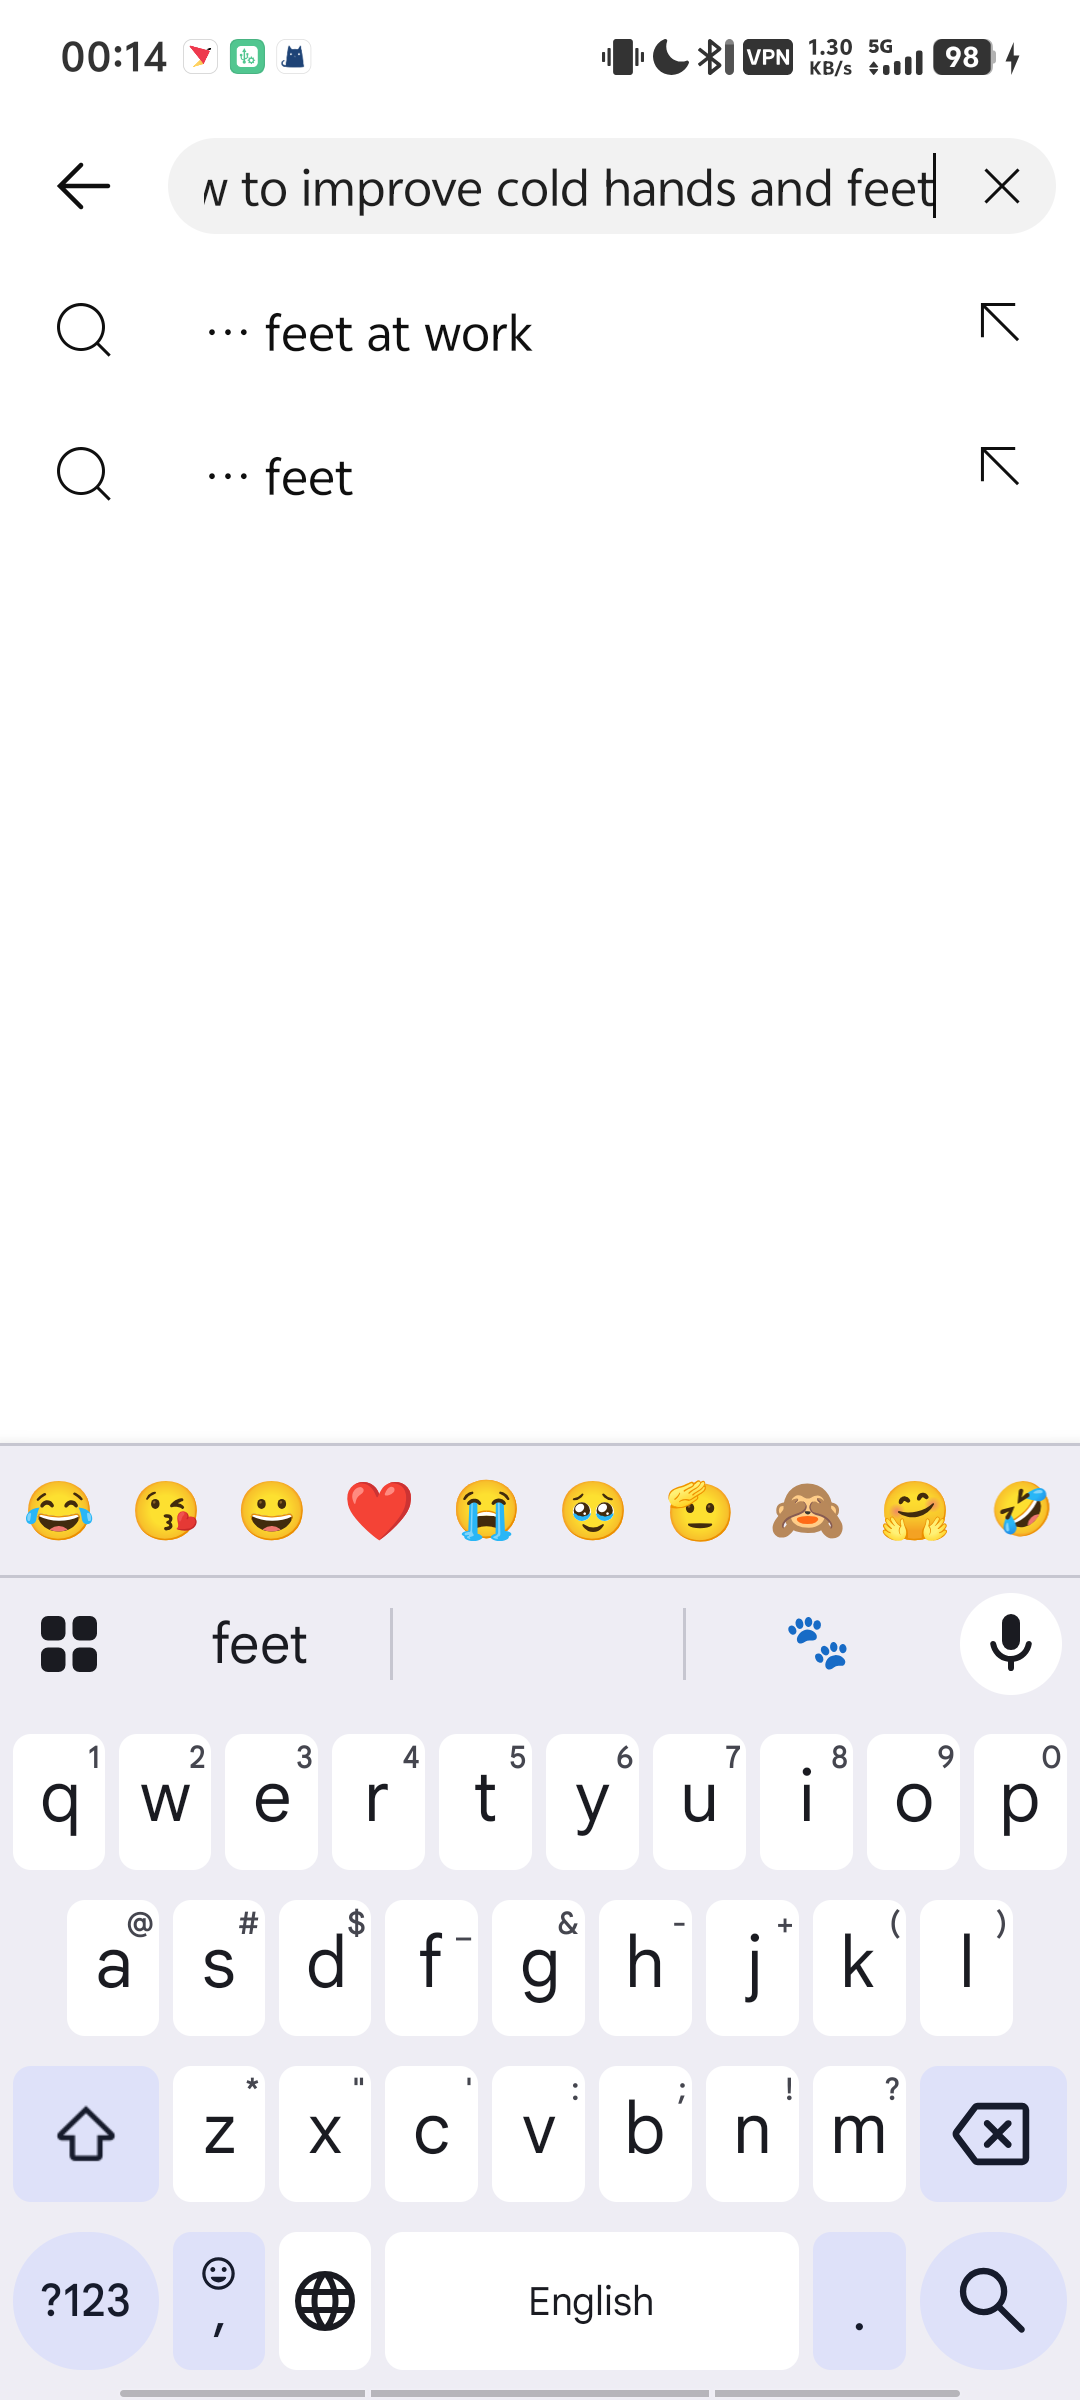 00:14 VPN 1.30 KB/s 5G 98
w to improve cold hands and feet
··· feet at work
··· feet
feet
q 1 w 2 e 3 r 4 t 5 y 6 u 7 i 8 o 9 p 0
a @ s # d $ f _ g & h - j + k ( l )
z * x " c ' v : b ; n ! m ?
?123 , English .